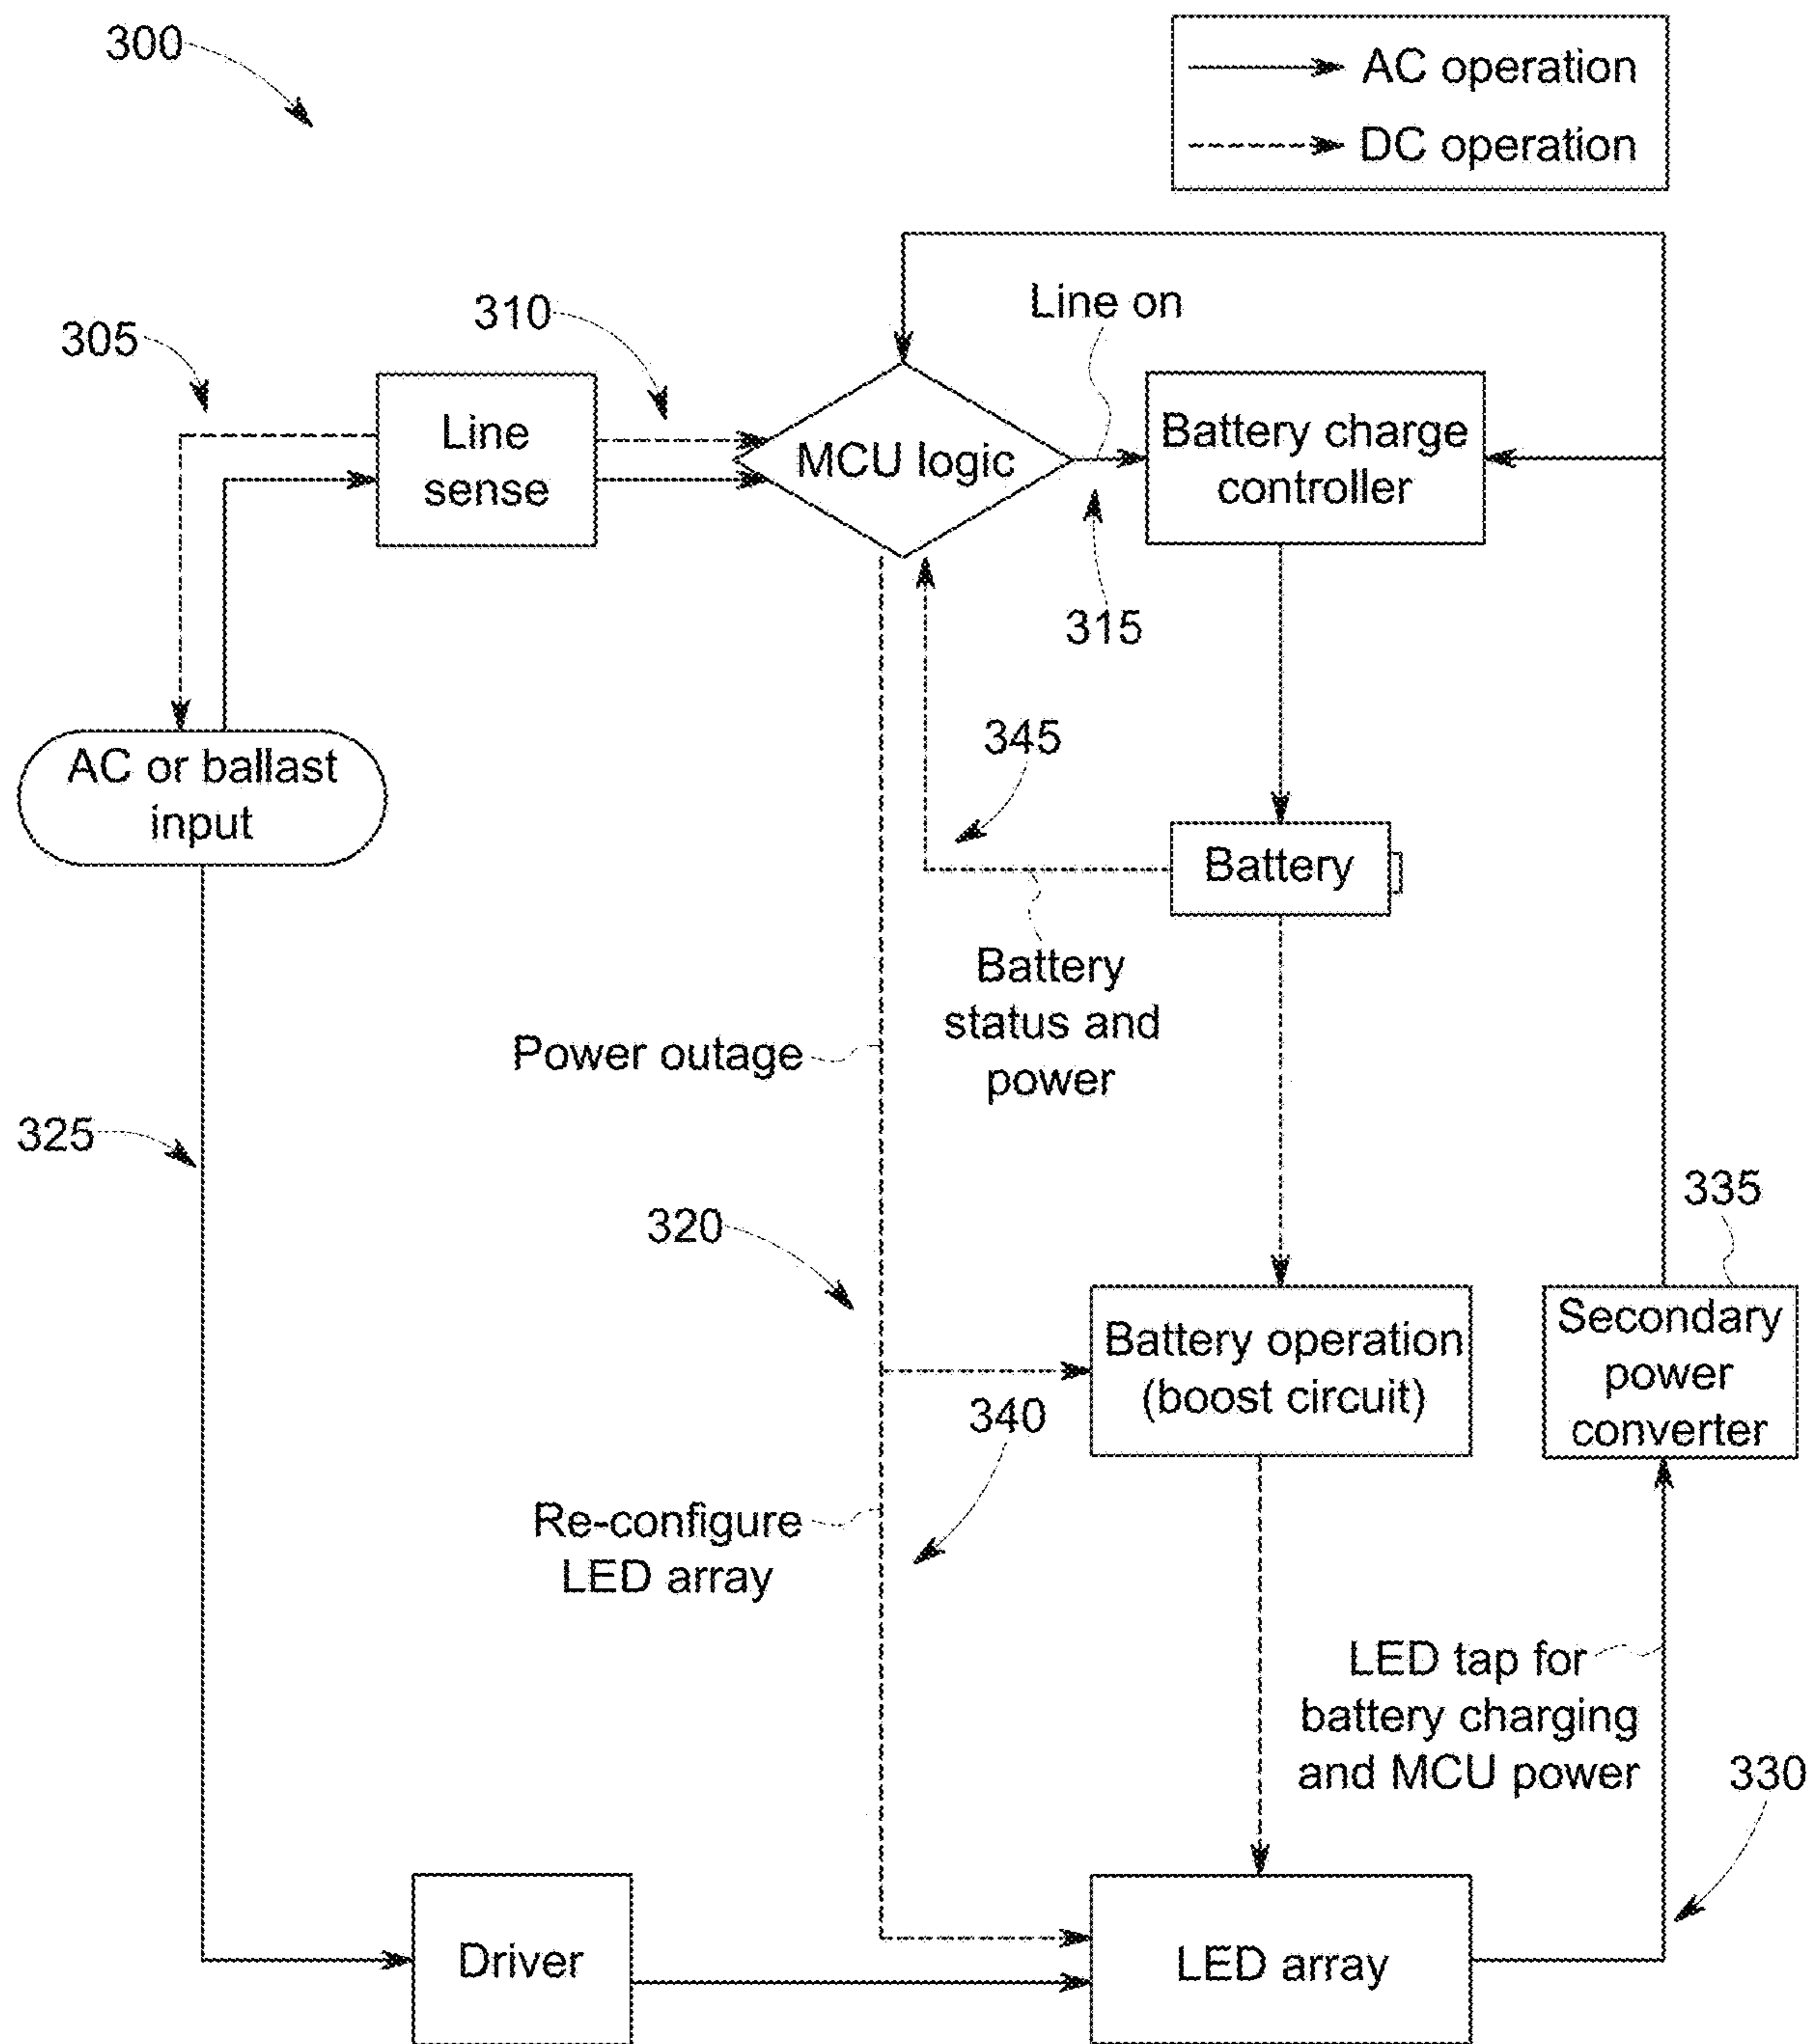 300
AC operation
DC operation
305
310
Line on
Line
sense
MCU logic
Battery charge
controller
315
AC or ballast
input
345
Battery
Battery
status and
power
Power outage
325
320
335
Battery operation
(boost circuit)
Secondary
power
converter
340
Re-configure
LED array
LED tap for
battery charging
and MCU power
330
Driver
LED array